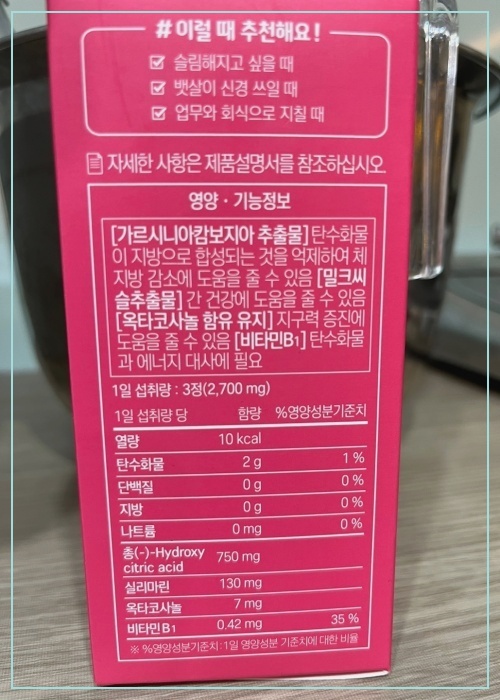 #이럴 때 추천해요!
☑ 슬림해지고 싶을 때
☑ 뱃살이 신경 쓰일 때
☑ 업무와 회식으로 지칠 때
자세한 사항은 제품설명서를 참조하십시오.
영양 · 기능정보
[가르시니아캄보지아 추출물] 탄수화물
이 지방으로 합성되는 것을 억제하여 체
지방 감소에 도움을 줄 수 있음 [밀크씨
슬추출물] 간 건강에 도움을 줄 수 있음
[옥타코사놀 함유 유지] 지구력 증진에
도움을 줄 수 있음 [비타민B1] 탄수화물
과 에너지 대사에 필요
1일 섭취량 : 3정(2,700 mg)
1일 섭취량 당 함량 %영양성분기준치
열량 10 kcal
탄수화물 2 g 1 %
단백질 0 g 0 %
지방 0 g 0 %
나트륨 0 mg 0 %
총(-)-Hydroxy
citric acid 750 mg
실리마린 130 mg
옥타코사놀 7 mg
비타민B1 0.42 mg 35 %
※ %영양성분기준치: 1일 영양성분 기준치에 대한 비율